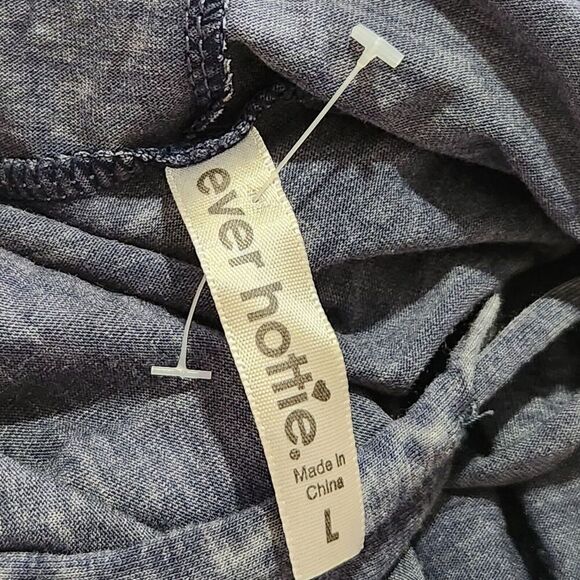 ever hottie.
Made in
China
L